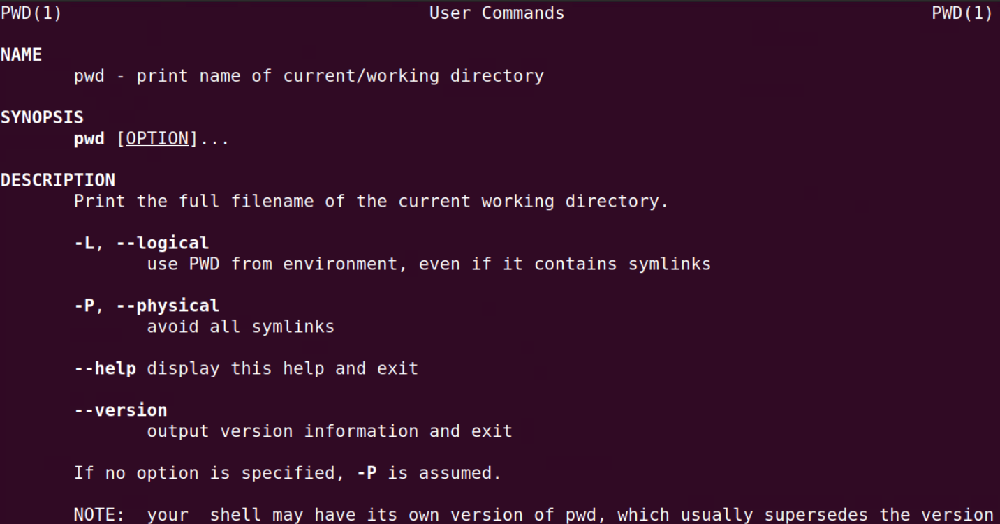 PWD(1) User Commands PWD(1)
NAME
pwd - print name of current/working directory
SYNOPSIS
pwd [OPTION]...
DESCRIPTION
Print the full filename of the current working directory.
-L, --logical
use PWD from environment, even if it contains symlinks
-P, --physical
avoid all symlinks
--help display this help and exit
--version
output version information and exit
If no option is specified, -P is assumed.
NOTE:  your  shell may have its own version of pwd, which usually supersedes the version